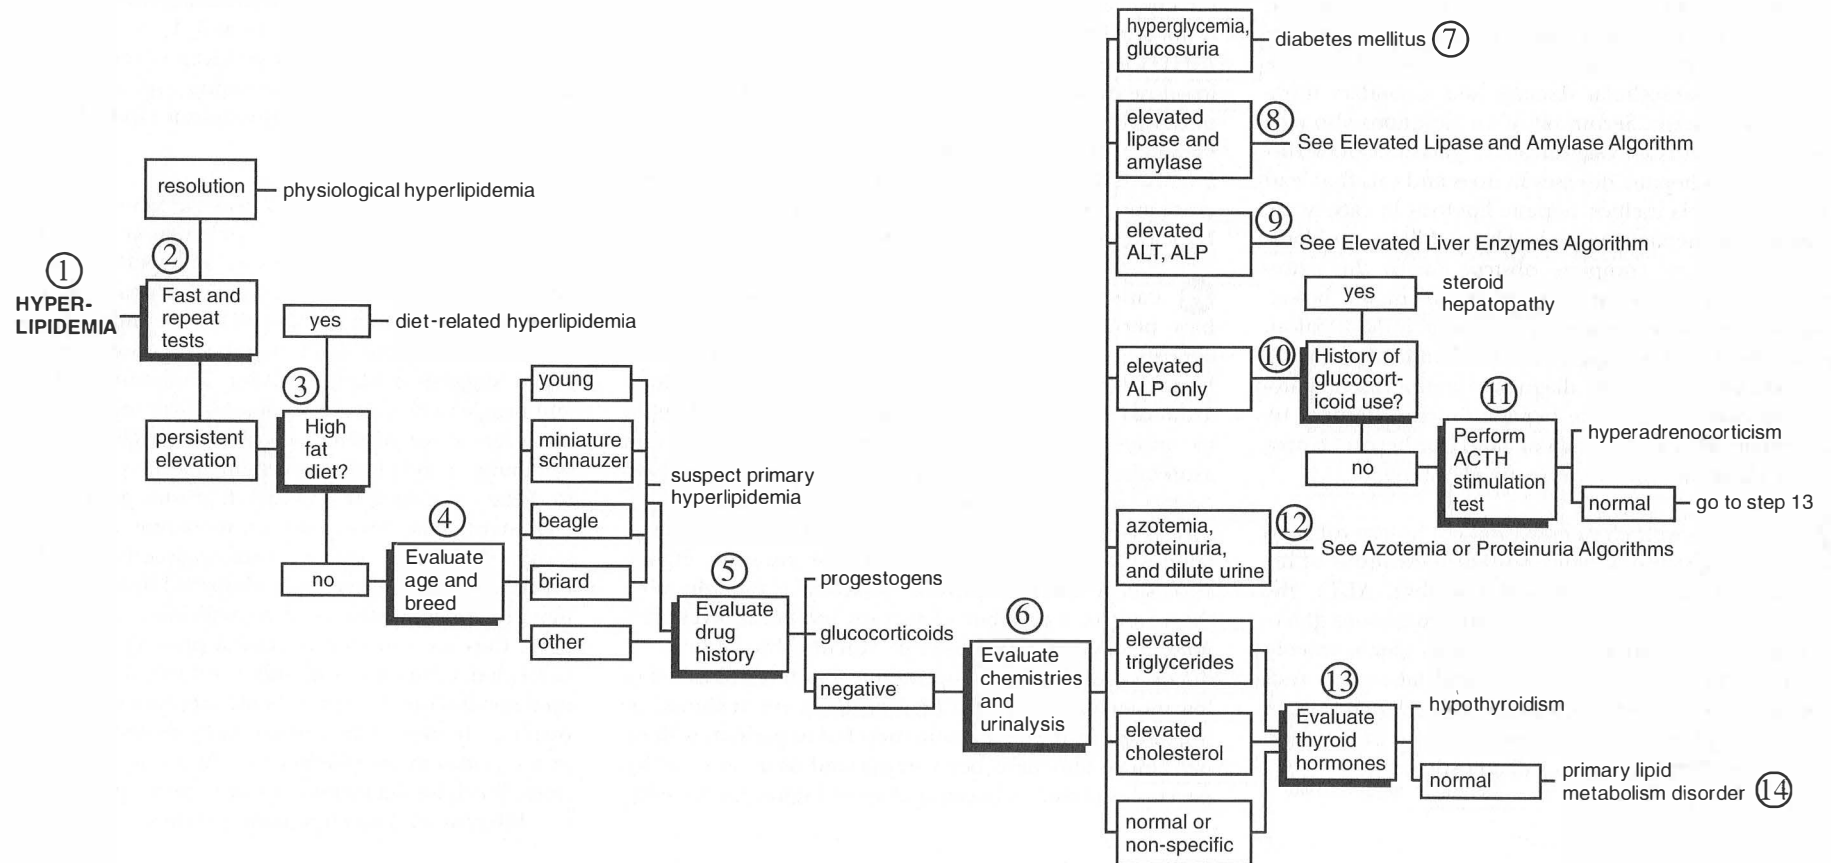 1
HYPER-
LIPIDEMIA
resolution
physiological hyperlipidemia
2
Fast and
repeat
tests
persistent
elevation
3
High
fat
diet?
yes
diet-related hyperlipidemia
no
4
Evaluate
age and
breed
young
miniature
schnauzer
beagle
briard
other
suspect primary
hyperlipidemia
5
Evaluate
drug
history
progestogens
glucocorticoids
negative
6
Evaluate
chemistries
and
urinalysis
hyperglycemia,
glucosuria
diabetes mellitus 7
elevated
lipase and
amylase
8
See Elevated Lipase and Amylase Algorithm
elevated
ALT, ALP
9
See Elevated Liver Enzymes Algorithm
elevated
ALP only
10
History of
glucocort-
icoid use?
yes
steroid
hepatopathy
no
11
Perform
ACTH
stimulation
test
hyperadrenocorticism
normal
go to step 13
azotemia,
proteinuria,
and dilute urine
12
See Azotemia or Proteinuria Algorithms
elevated
triglycerides
elevated
cholesterol
normal or
non-specific
13
Evaluate
thyroid
hormones
hypothyroidism
normal
primary lipid
metabolism disorder 14